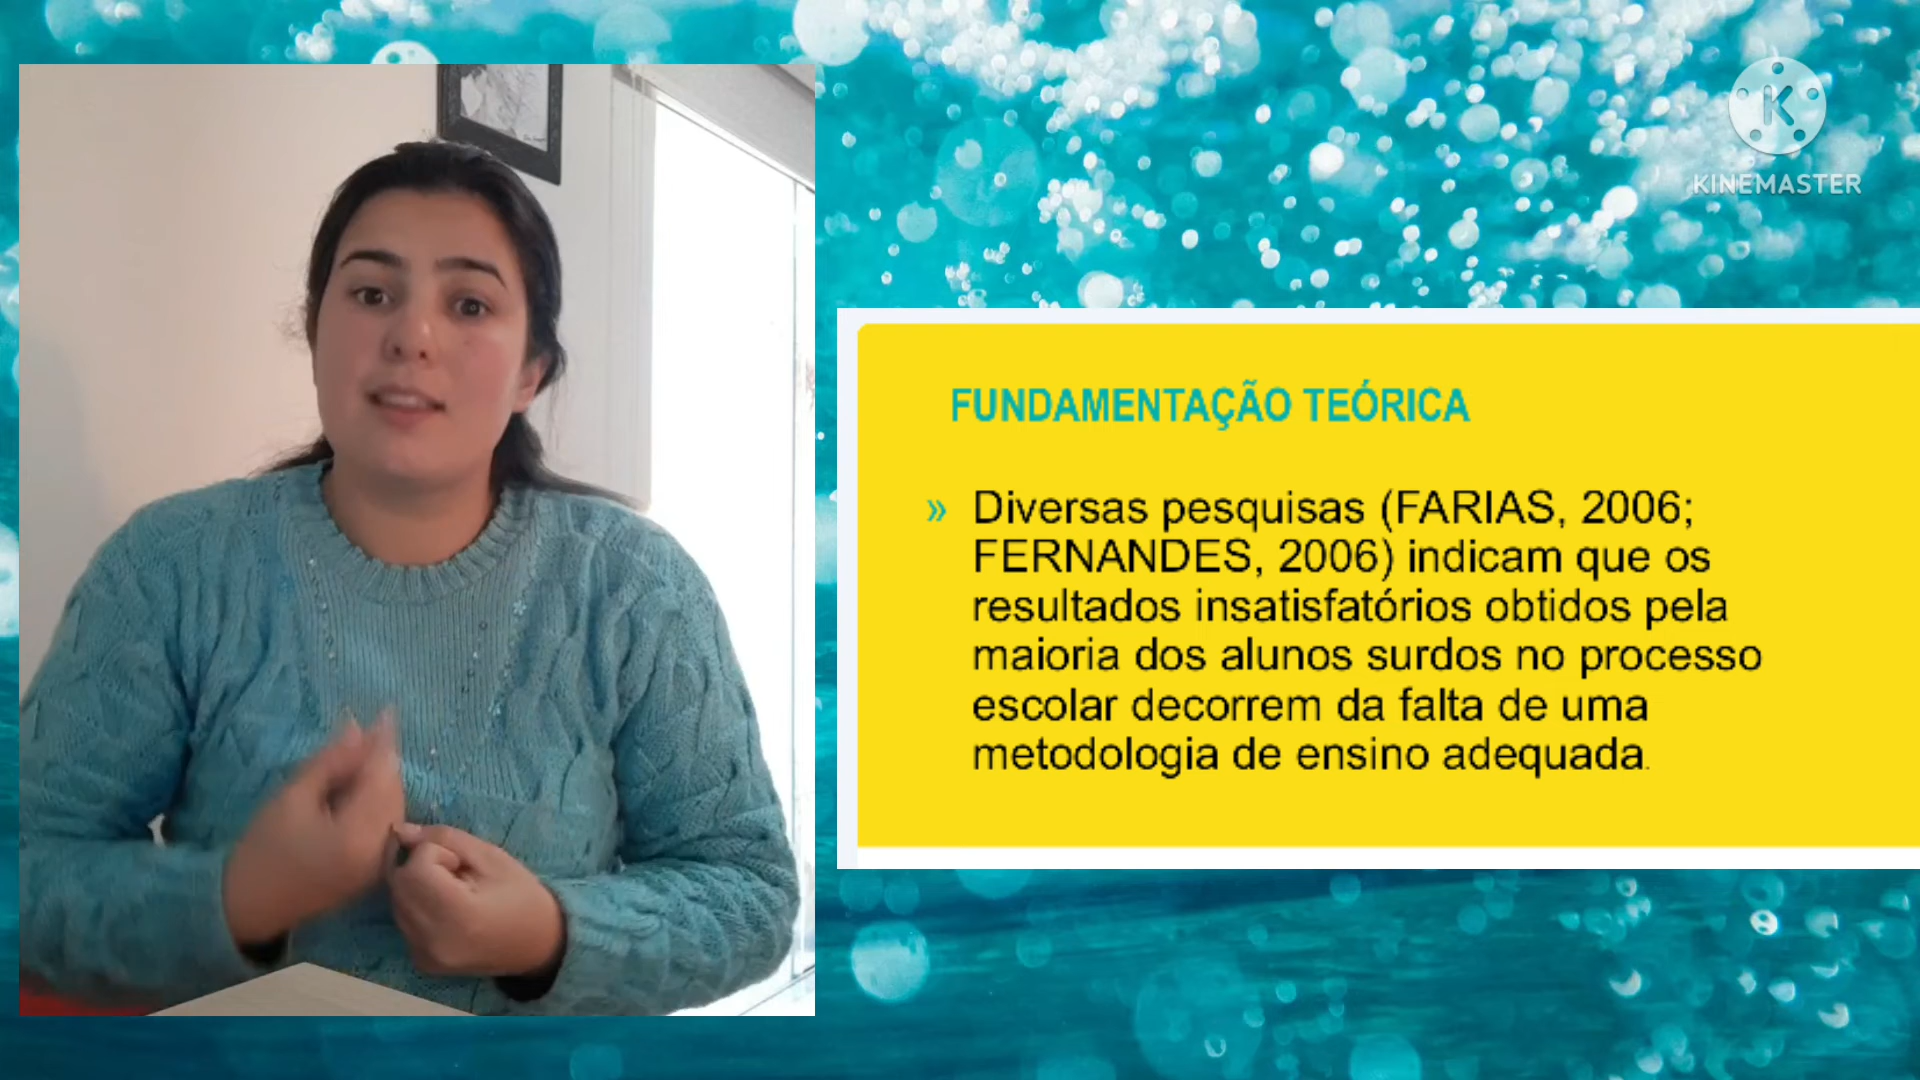 K
KINEMASTER
FUNDAMENTAÇÃO TEÓRICA
» Diversas pesquisas (FARIAS, 2006;
FERNANDES, 2006) indicam que os
resultados insatisfatórios obtidos pela
maioria dos alunos surdos no processo
escolar decorrem da falta de uma
metodologia de ensino adequada.